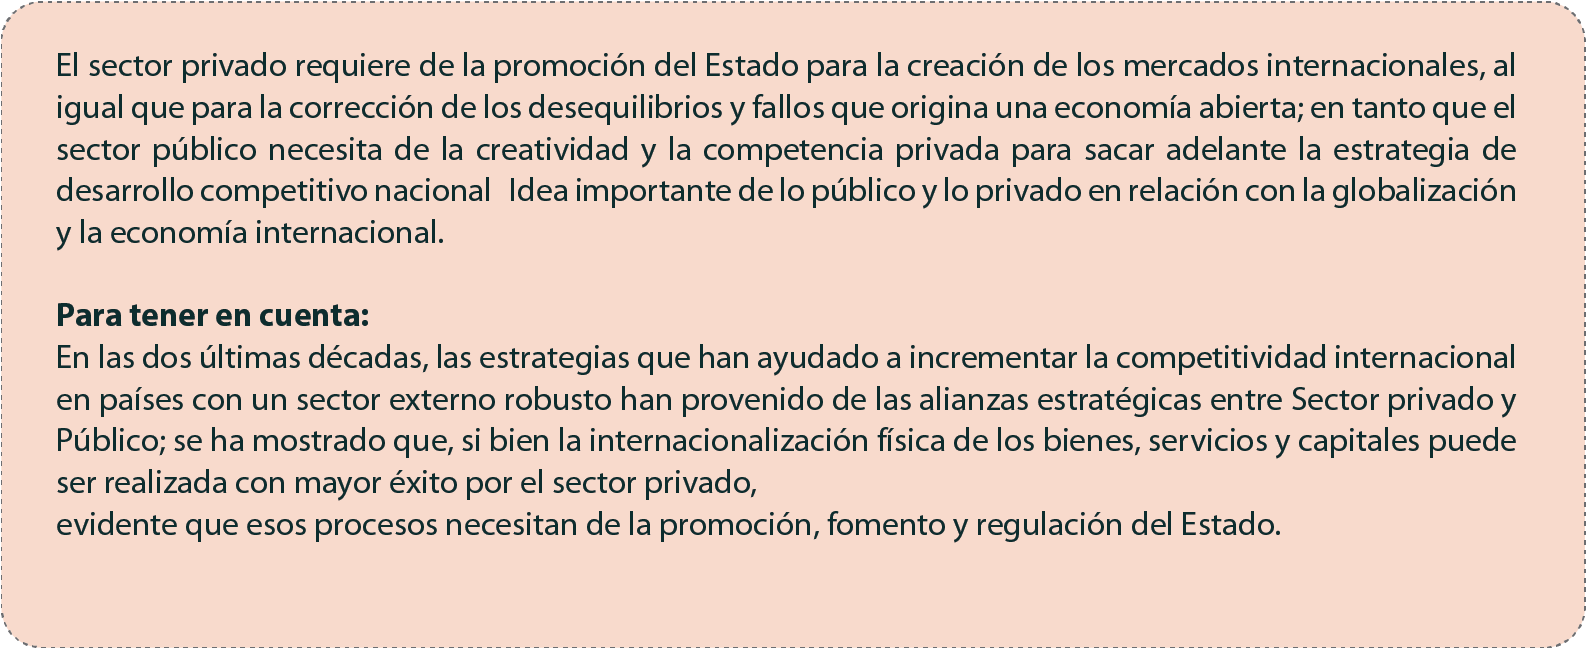 El sector privado requiere de la promoción del Estado para la creación de los mercados internacionales, al
igual que para la corrección de los desequilibrios y fallos que origina una economía abierta; en tanto que el
sector público necesita de la creatividad y la competencia privada para sacar adelante la estrategia de
desarrollo competitivo nacional Idea importante de lo público y lo privado en relación con la globalización
y la economía internacional.
Para tener en cuenta:
En las dos últimas décadas, las estrategias que han ayudado a incrementar la competitividad internacional
en países con un sector externo robusto han provenido de las alianzas estratégicas entre Sector privado y
Público; se ha mostrado que, si bien la internacionalización física de los bienes, servicios y capitales puede
ser realizada con mayor éxito por el sector privado,
evidente que esos procesos necesitan de la promoción, fomento y regulación del Estado.